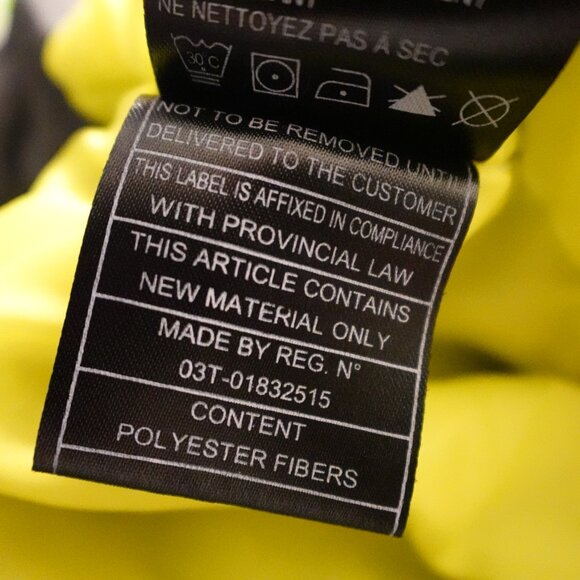 NE NETTOYEZ PAS À SEC
30 C
NOT TO BE REMOVED UNTIL
DELIVERED TO THE CUSTOMER
THIS LABEL IS AFFIXED IN COMPLIANCE
WITH PROVINCIAL LAW
THIS ARTICLE CONTAINS
NEW MATERIAL ONLY
MADE BY REG. N°
03T-01832515
CONTENT
POLYESTER FIBERS